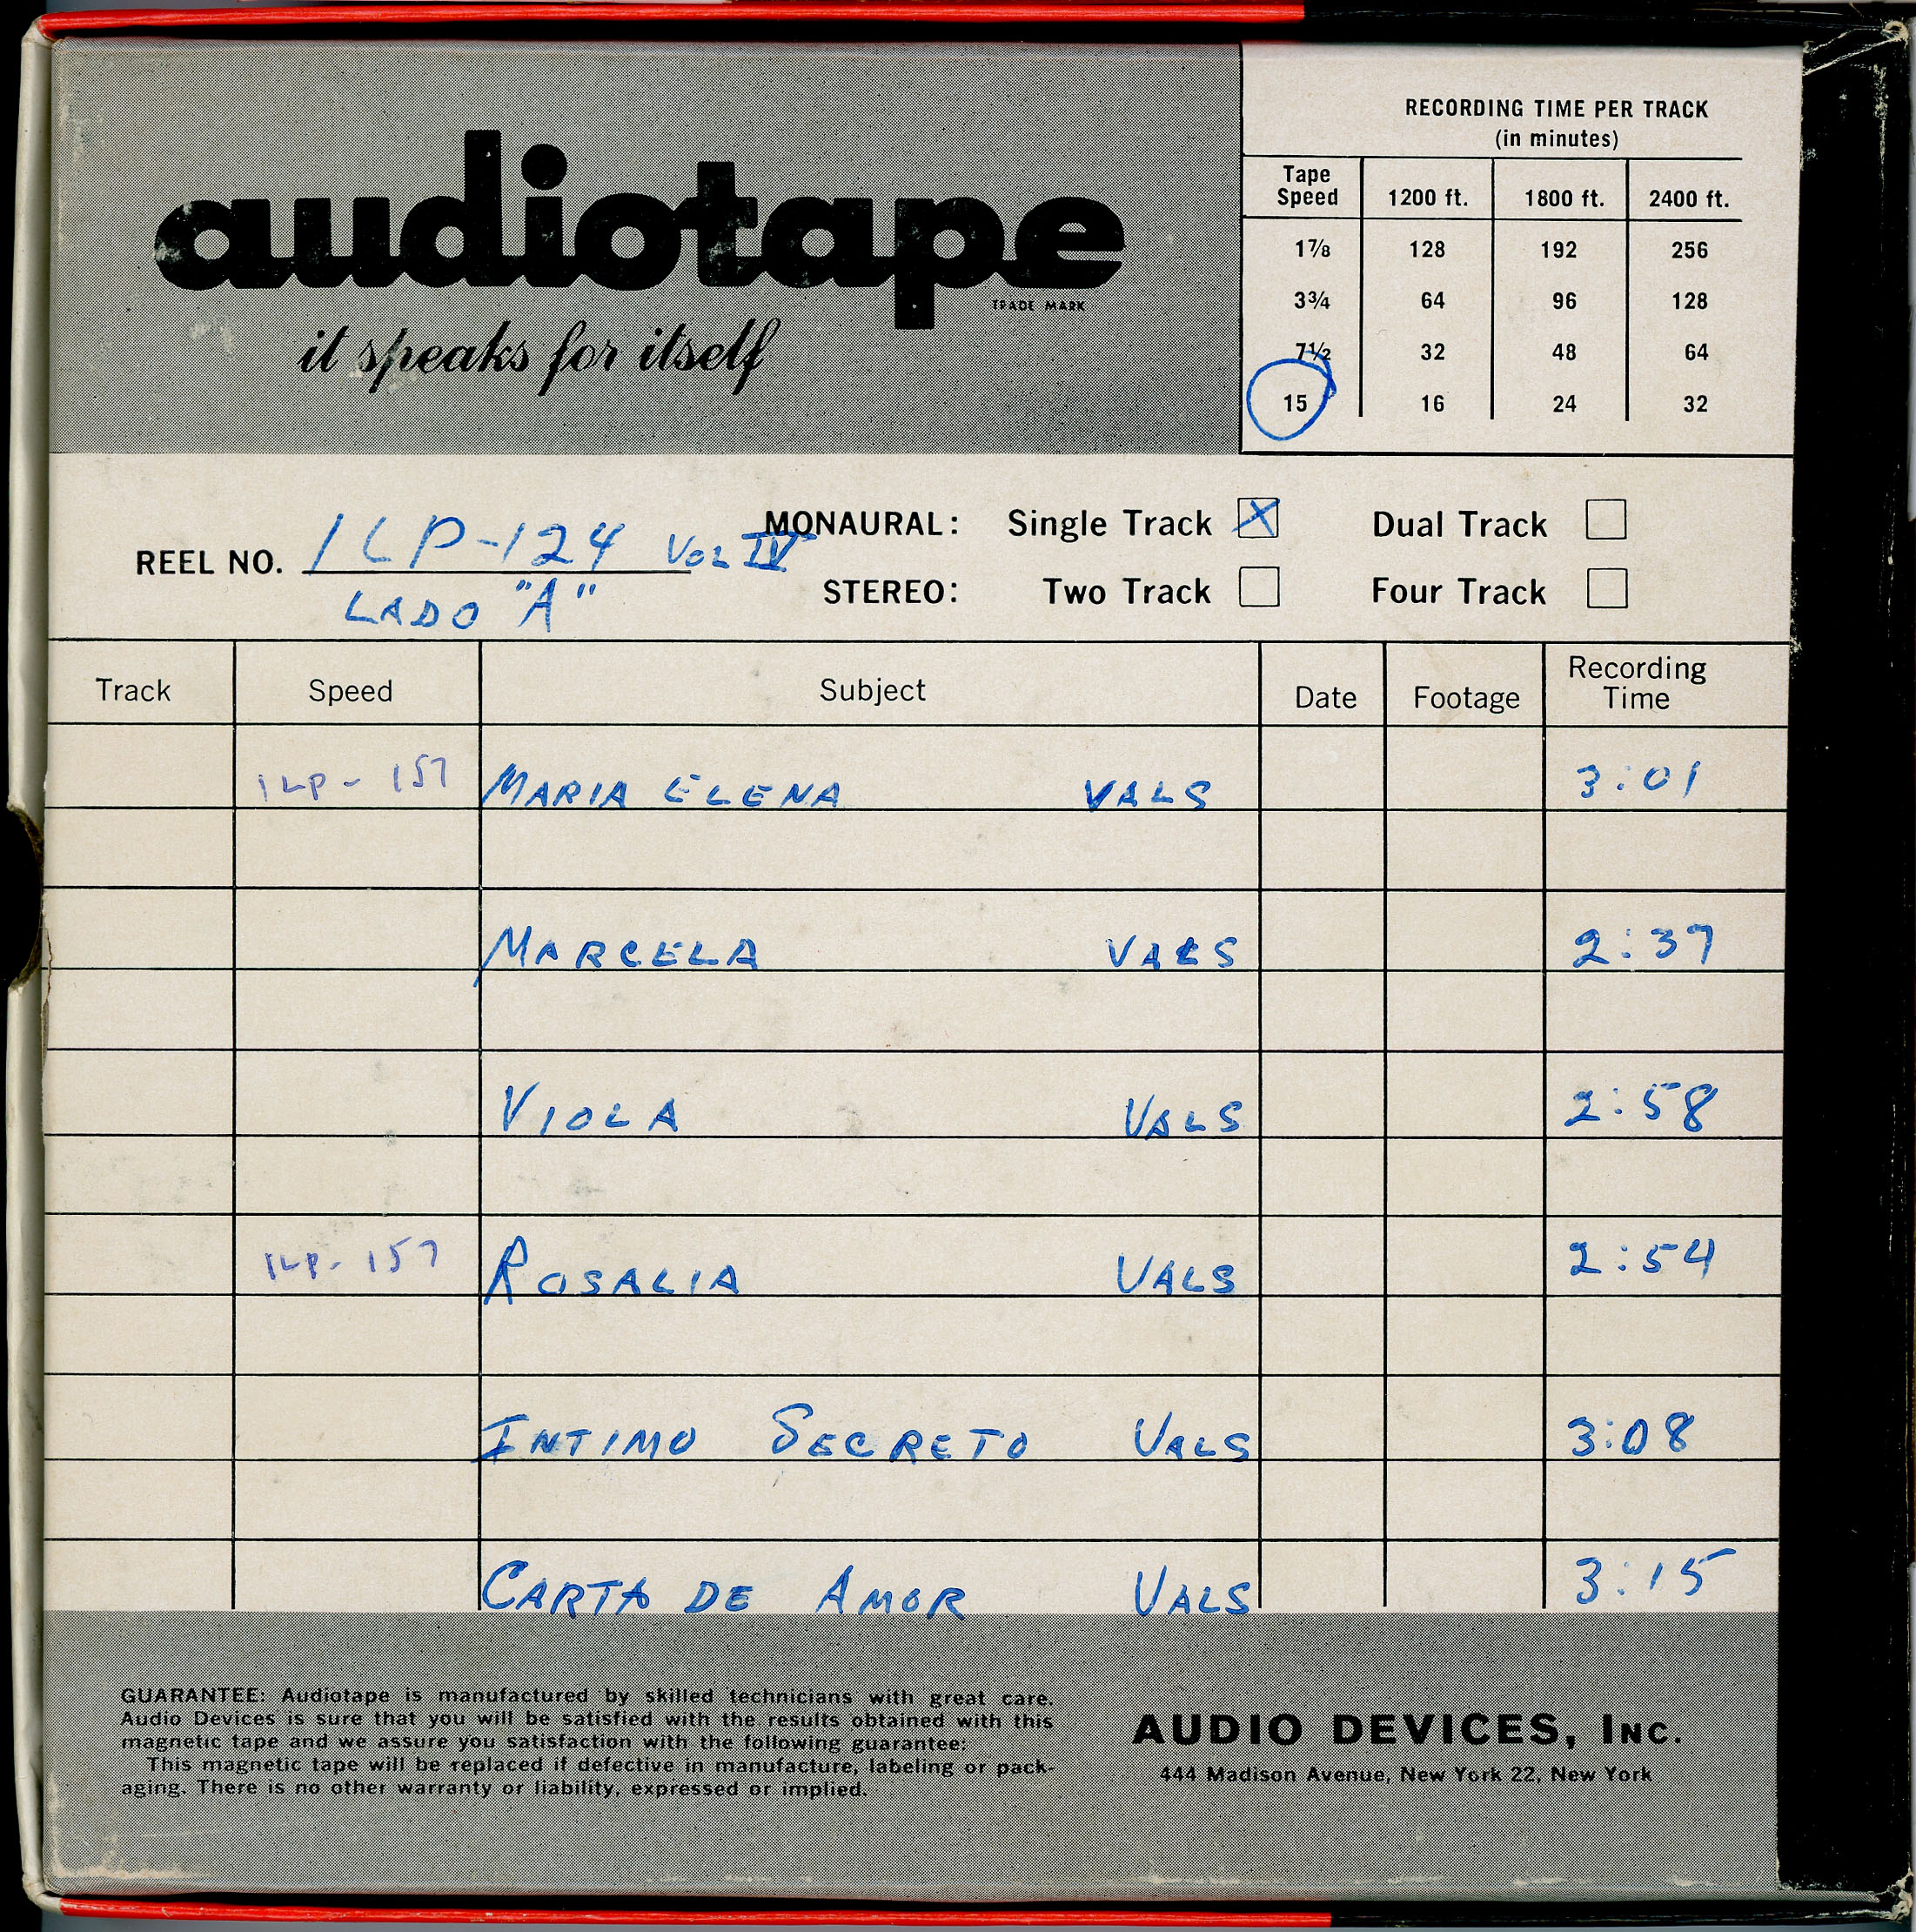 audiotape
TRADE MARK
it speaks for itself
RECORDING TIME PER TRACK
(in minutes)
Tape Speed 1200 ft. 1800 ft. 2400 ft.
1⅞ 128 192 256
3¾ 64 96 128
7½ 32 48 64
15 16 24 32
REEL NO. ILP-124 VOL IV
LADO "A"
MONAURAL: Single Track X Dual Track
STEREO: Two Track Four Track
Track Speed Subject Date Footage Recording Time
ILP- 157 MARIA ELENA VALS 3:01
MARCELA VALS 2:37
VIOLA VALS 2:58
ILP- 157 ROSALIA VALS 2:54
INTIMO SECRETO VALS 3:08
CARTA DE AMOR VALS 3:15
GUARANTEE: Audiotape is manufactured by skilled technicians with great care.
Audio Devices is sure that you will be satisfied with the results obtained with this
magnetic tape and we assure you satisfaction with the following guarantee:
This magnetic tape will be replaced if defective in manufacture, labeling or pack-
aging. There is no other warranty or liability, expressed or implied.
AUDIO DEVICES, INC.
444 Madison Avenue, New York 22, New York